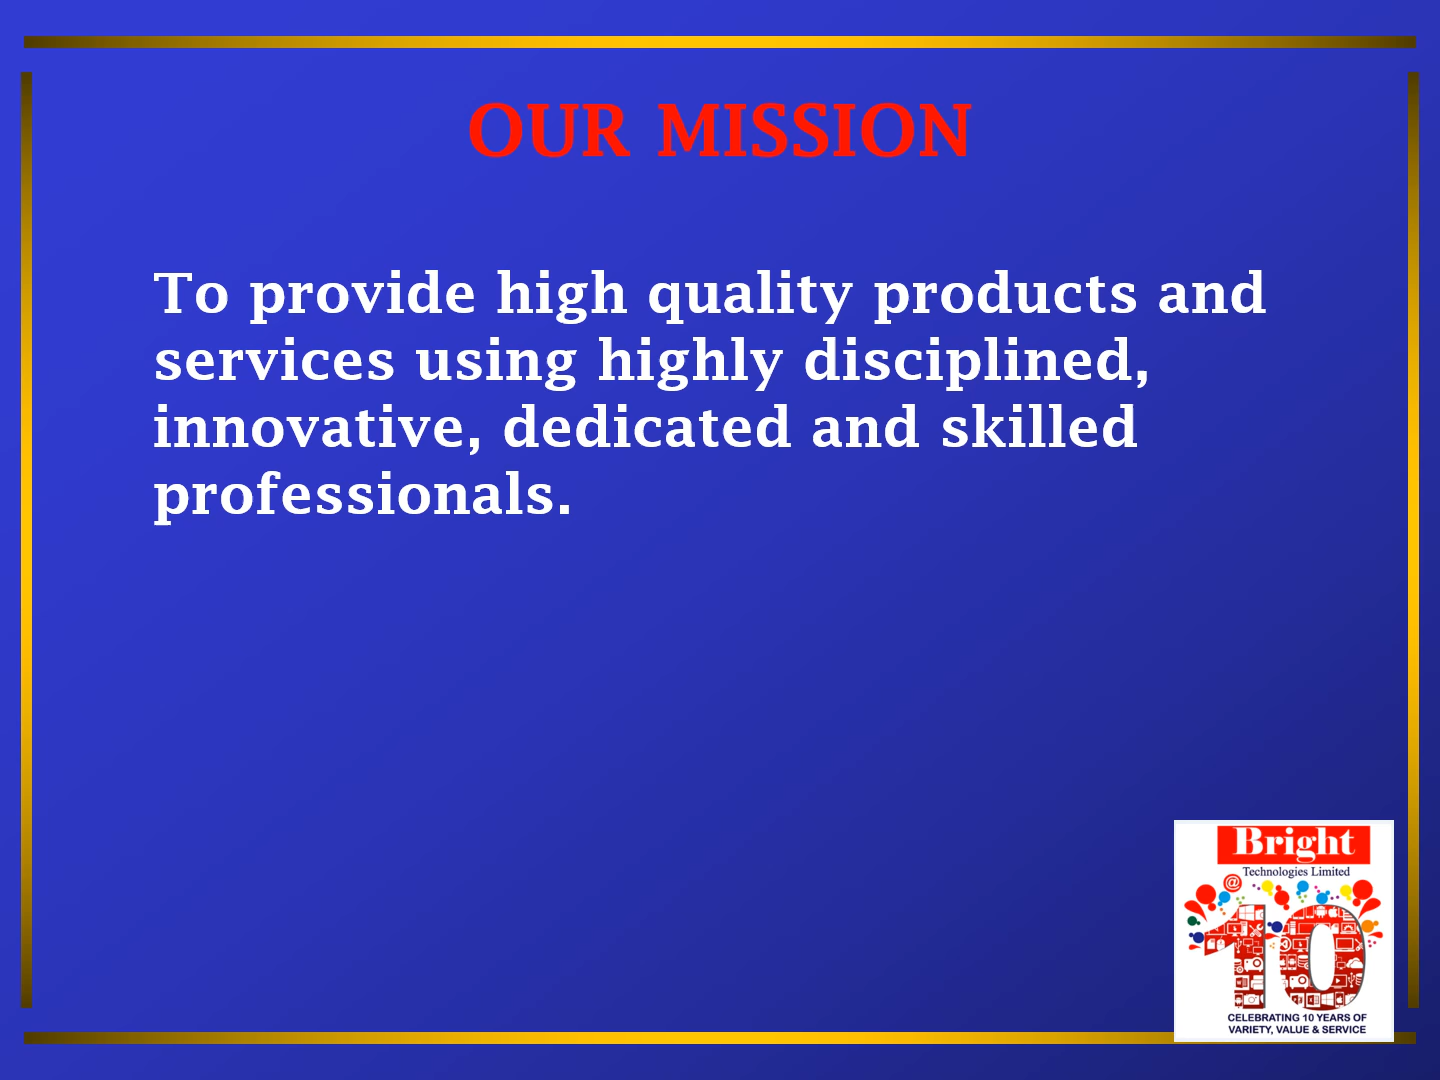 OUR MISSION
To provide high quality products and
services using highly disciplined,
innovative, dedicated and skilled
professionals.
Bright
Technologies Limited
@
10
CELEBRATING 10 YEARS OF
VARIETY, VALUE & SERVICE